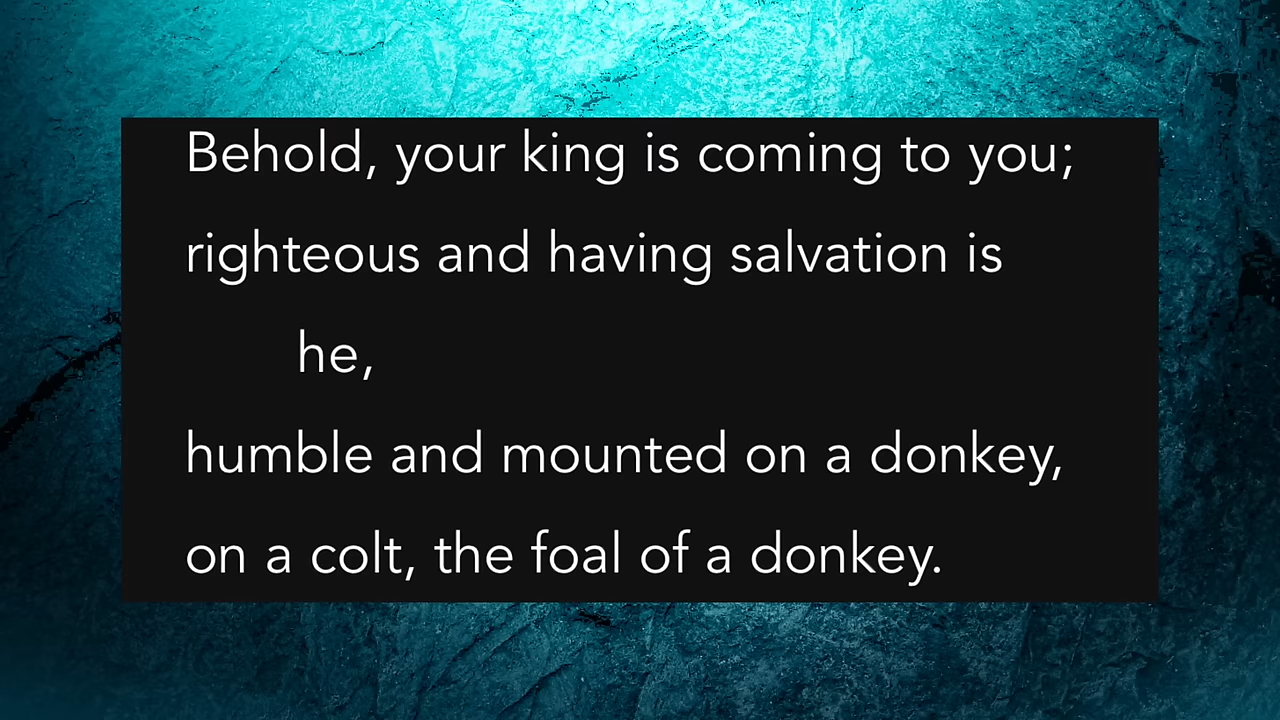 Behold, your king is coming to you;
righteous and having salvation is
he,
humble and mounted on a donkey,
on a colt, the foal of a donkey.